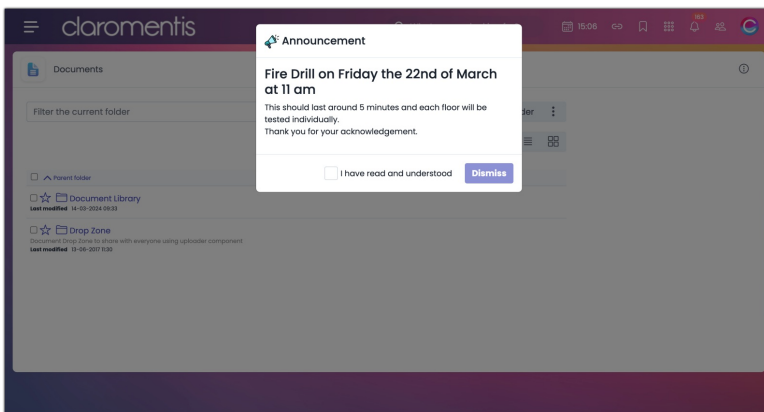 claromentis
15:06
163
Documents
Filter the current folder
der
Parent folder
Document Library
Last modified 14-03-2024 09:33
Drop Zone
Document Drop Zone to share with everyone using uploader component
Last modified 13-06-2017 11:30
Announcement
Fire Drill on Friday the 22nd of March
at 11 am
This should last around 5 minutes and each floor will be
tested individually.
Thank you for your acknowledgement.
I have read and understood
Dismiss